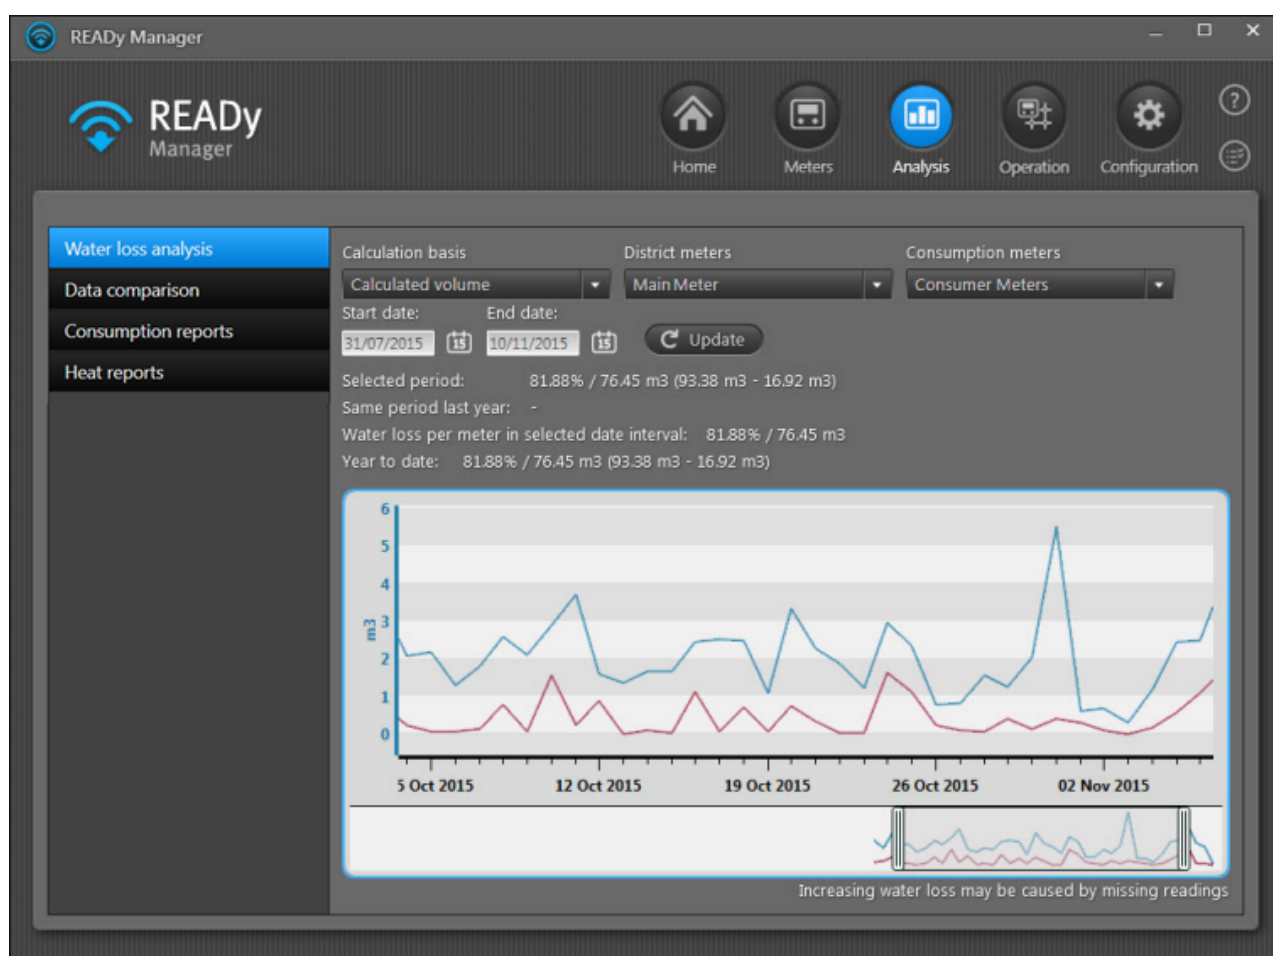 READy Manager
READy
Manager
Home Meters Analysis Operation Configuration
?
Water loss analysis
Data comparison
Consumption reports
Heat reports
Calculation basis District meters Consumption meters
Calculated volume Main Meter Consumer Meters
Start date: End date:
31/07/2015 15 10/11/2015 15 Update
Selected period: 81.88% / 76.45 m3 (93.38 m3 - 16.92 m3)
Same period last year: -
Water loss per meter in selected date interval: 81.88% / 76.45 m3
Year to date: 81.88% / 76.45 m3 (93.38 m3 - 16.92 m3)
6
5
4
3
m3
2
1
0
5 Oct 2015 12 Oct 2015 19 Oct 2015 26 Oct 2015 02 Nov 2015
Increasing water loss may be caused by missing readings